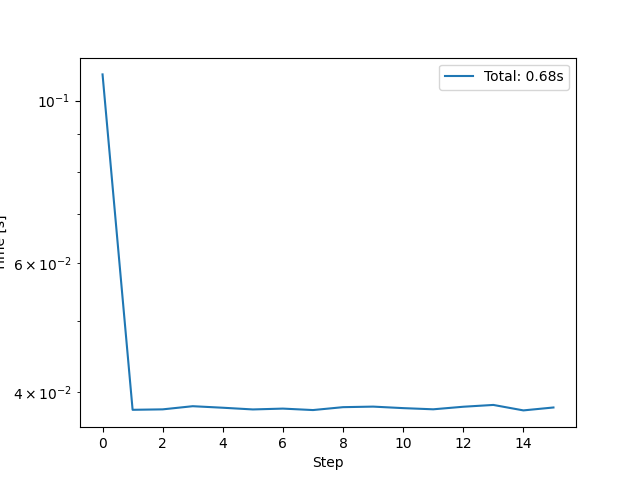 Total: 0.68s
10⁻¹
6 × 10⁻²
4 × 10⁻²
[s]
0 2 4 6 8 10 12 14
Step